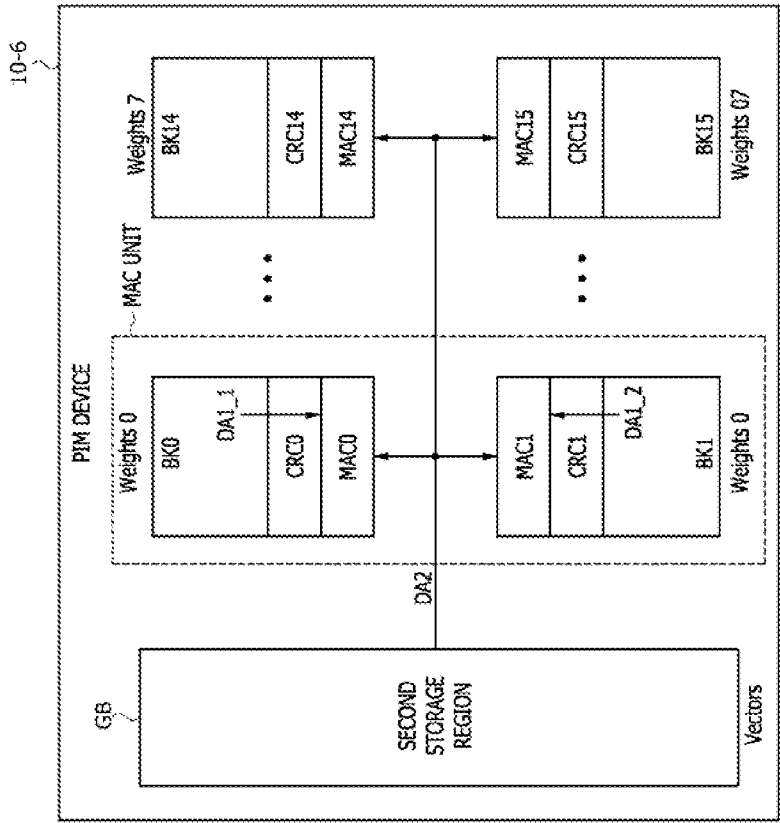 10-6
PIM DEVICE
MAC UNIT
Weights 0
BK0
CRC0
MAC0
DA1_1
Weights 7
BK14
CRC14
MAC14
GB
SECOND
STORAGE
REGION
Vectors
DA2
MAC1
CRC1
DA1_2
BK1
Weights 0
MAC15
CRC15
BK15
Weights 07